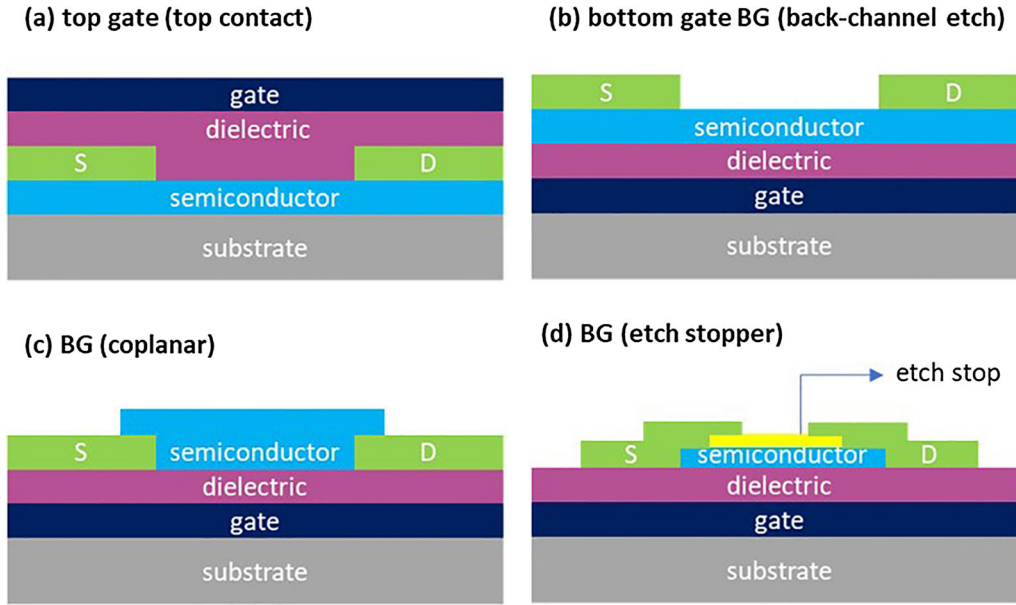 (a) top gate (top contact)
gate
dielectric
S D
semiconductor
substrate
(b) bottom gate BG (back-channel etch)
S D
semiconductor
dielectric
gate
substrate
(c) BG (coplanar)
S semiconductor D
dielectric
gate
substrate
(d) BG (etch stopper)
etch stop
S semiconductor D
dielectric
gate
substrate